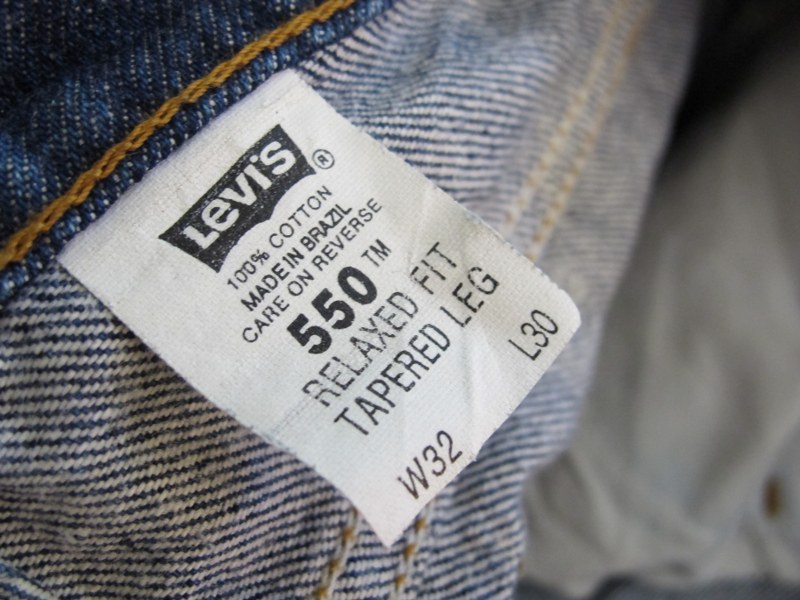 Levi's ®
100% COTTON
MADE IN BRAZIL
CARE ON REVERSE
550™
RELAXED FIT
TAPERED LEG
W32 L30